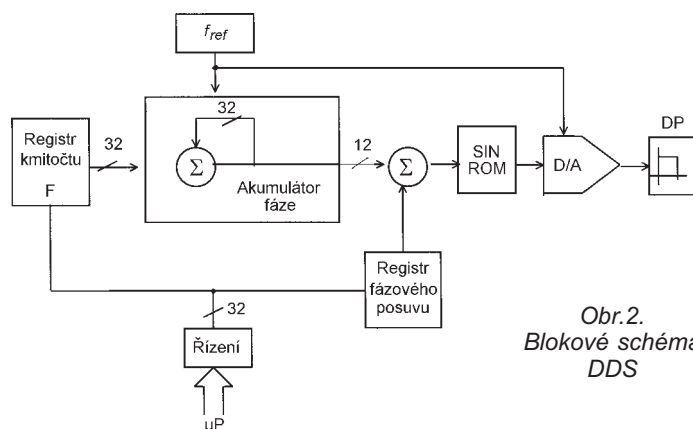 f_ref
32
Registr
kmitočtu
F
32
Σ
Akumulátor
fáze
12
Σ
SIN
ROM
D/A
DP
Registr
fázového
posuvu
32
Řízení
uP
Obr.2.
Blokové schéma
DDS